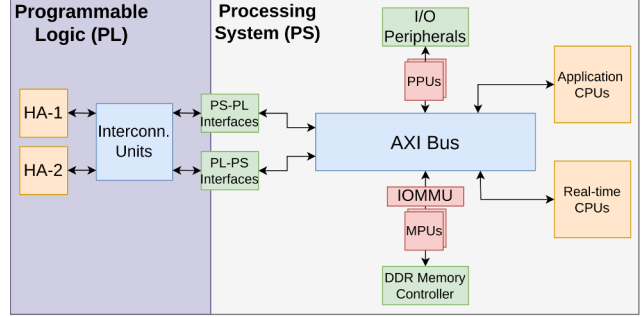 Programmable
Logic (PL)
Processing
System (PS)
I/O
Peripherals
PPUs
Application
CPUs
HA-1
HA-2
Interconn.
Units
PS-PL
Interfaces
PL-PS
Interfaces
AXI Bus
IOMMU
MPUs
Real-time
CPUs
DDR Memory
Controller